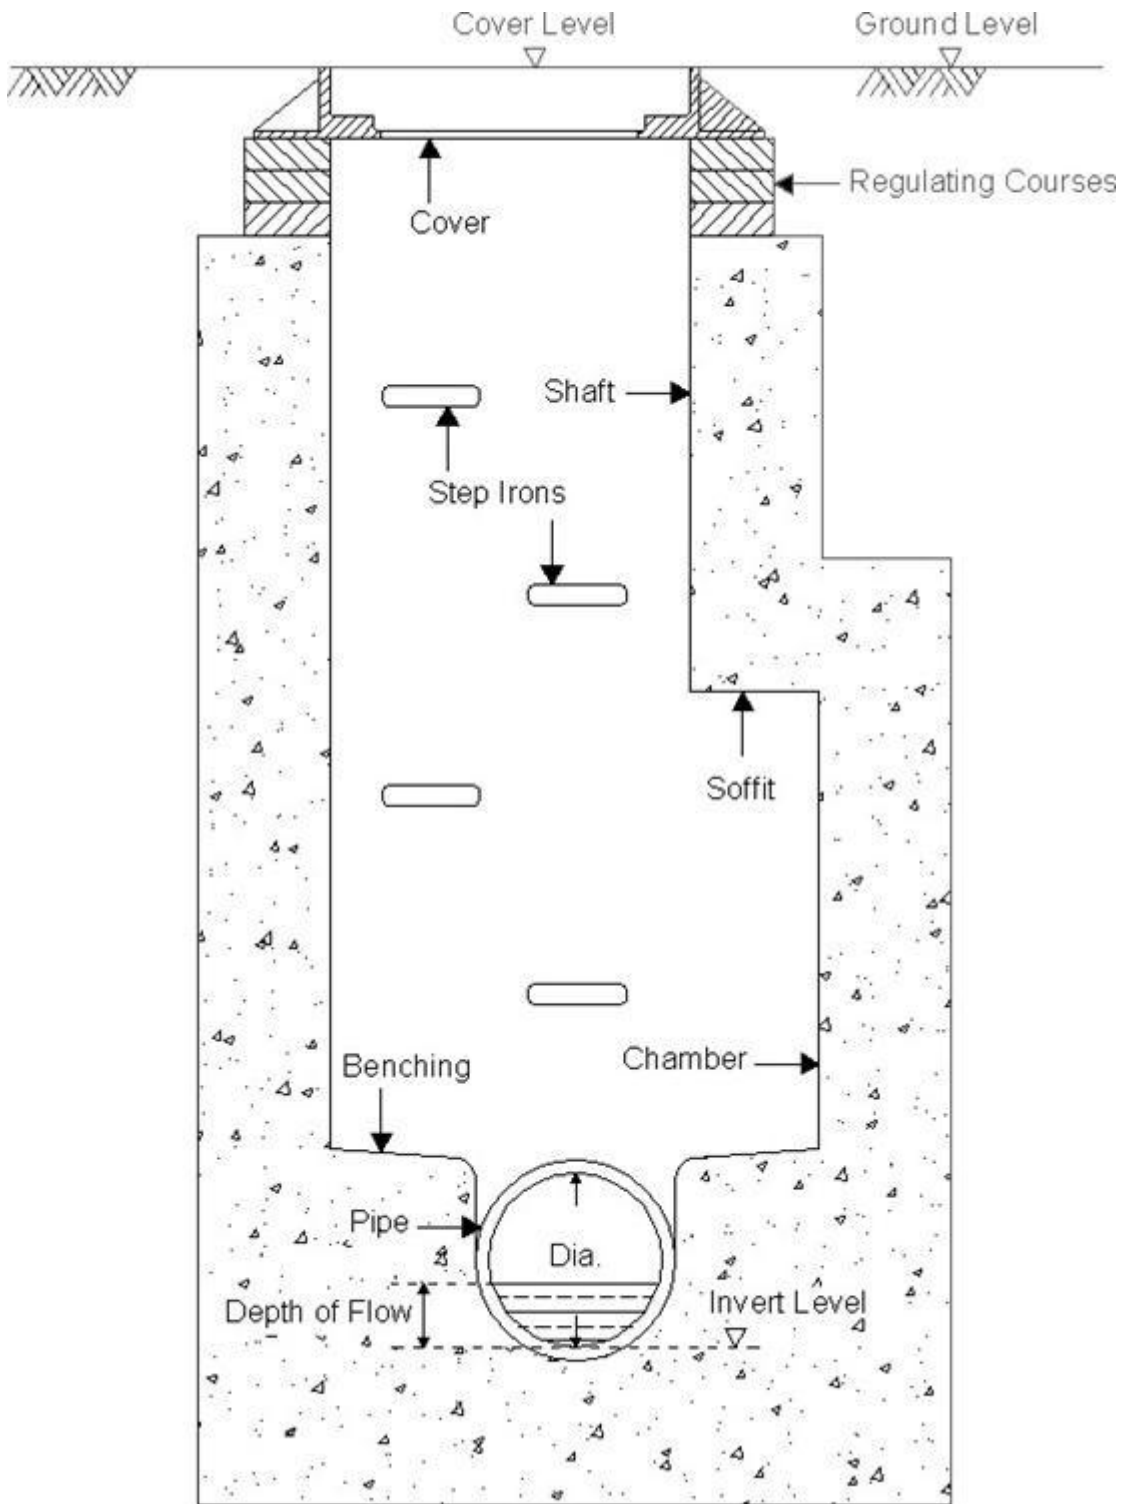 Cover Level
Ground Level
Regulating Courses
Cover
Shaft
Step Irons
Soffit
Chamber
Benching
Pipe
Dia.
Invert Level
Depth of Flow